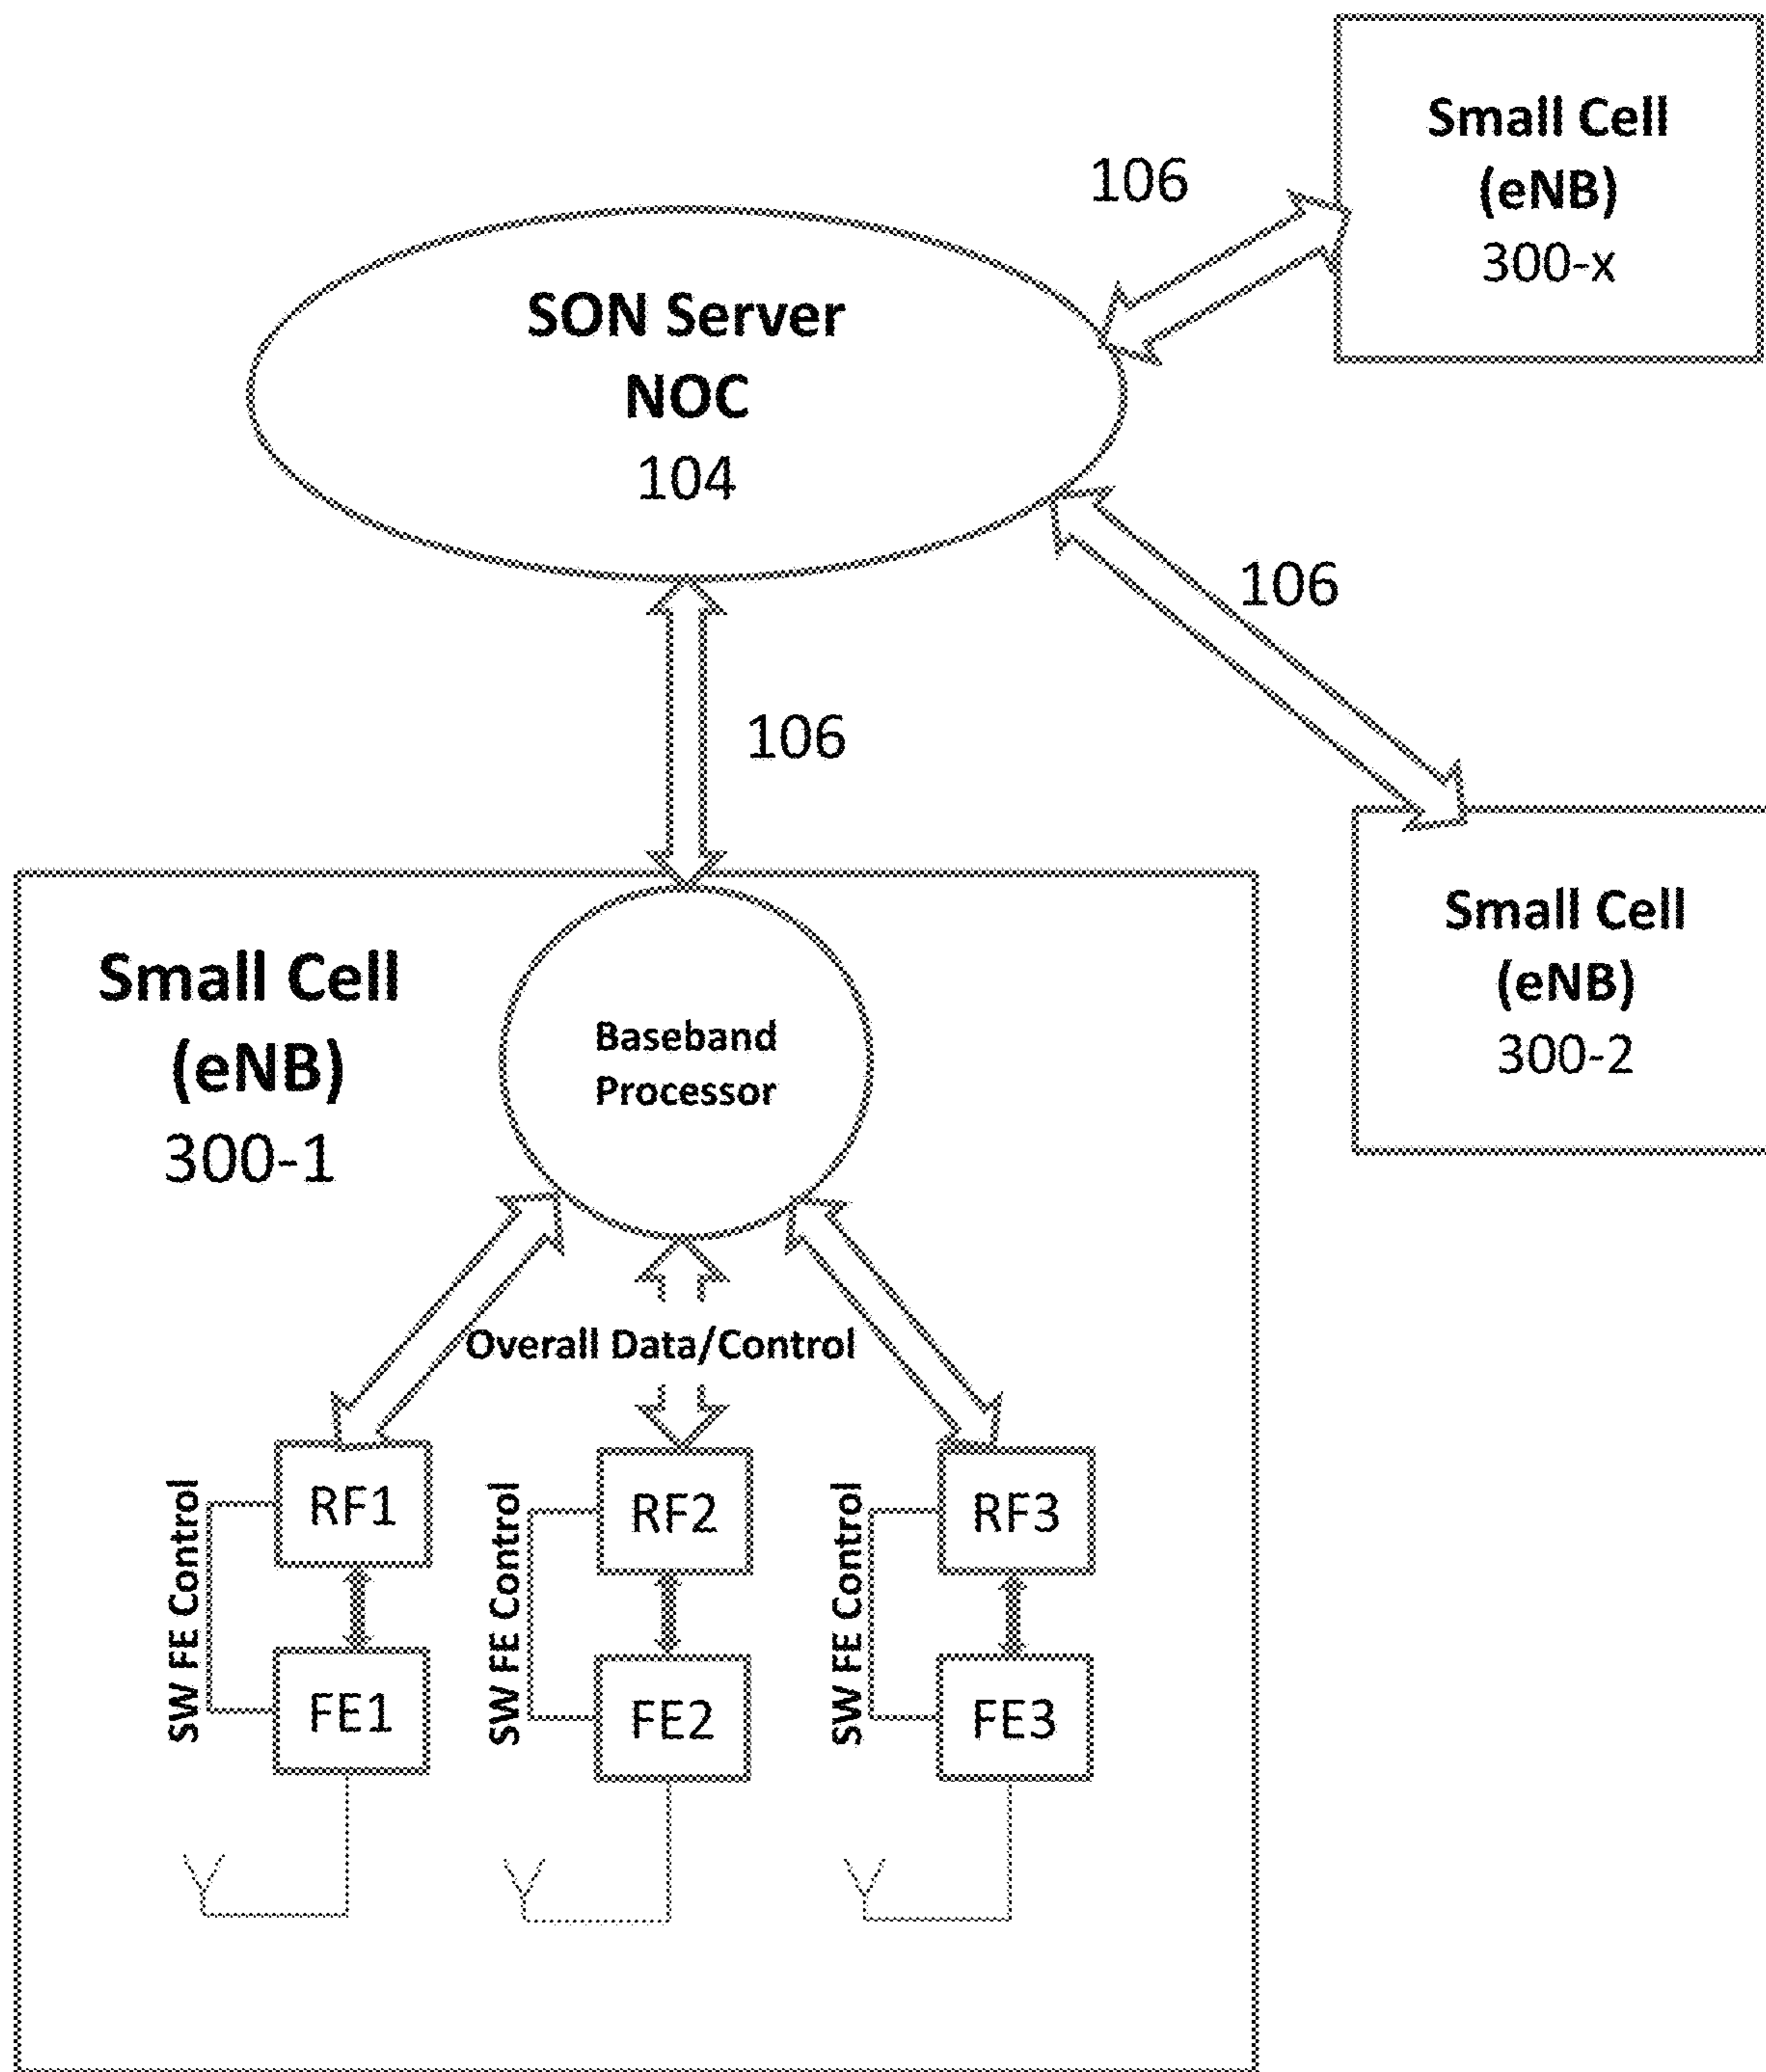 Small Cell
(eNB)
300-x
106
SON Server
NOC
104
106
106
Small Cell
(eNB)
300-2
Small Cell
(eNB)
300-1
Baseband
Processor
Overall Data/Control
SW FE Control
RF1
FE1
SW FE Control
RF2
FE2
SW FE Control
RF3
FE3